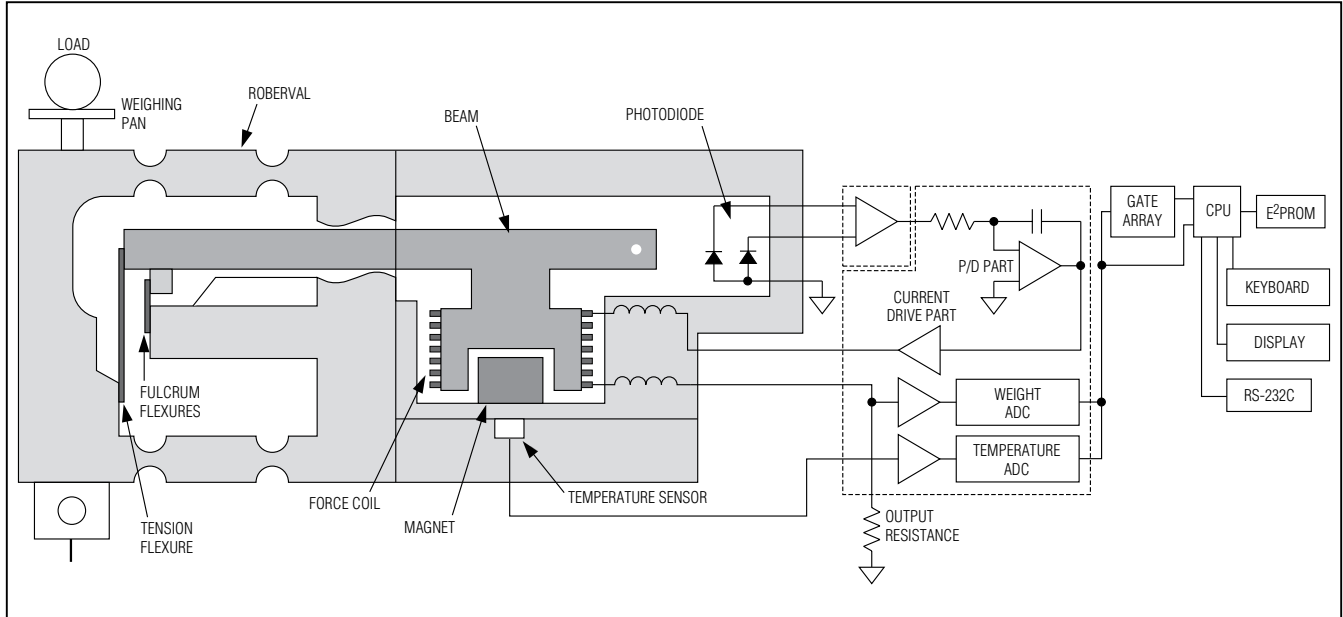 LOAD
WEIGHING
PAN
ROBERVAL
BEAM
PHOTODIODE
GATE
ARRAY
CPU
E²PROM
P/D PART
KEYBOARD
CURRENT
DRIVE PART
DISPLAY
FULCRUM
FLEXURES
WEIGHT
ADC
RS-232C
TEMPERATURE
ADC
FORCE COIL
TEMPERATURE SENSOR
MAGNET
OUTPUT
RESISTANCE
TENSION
FLEXURE